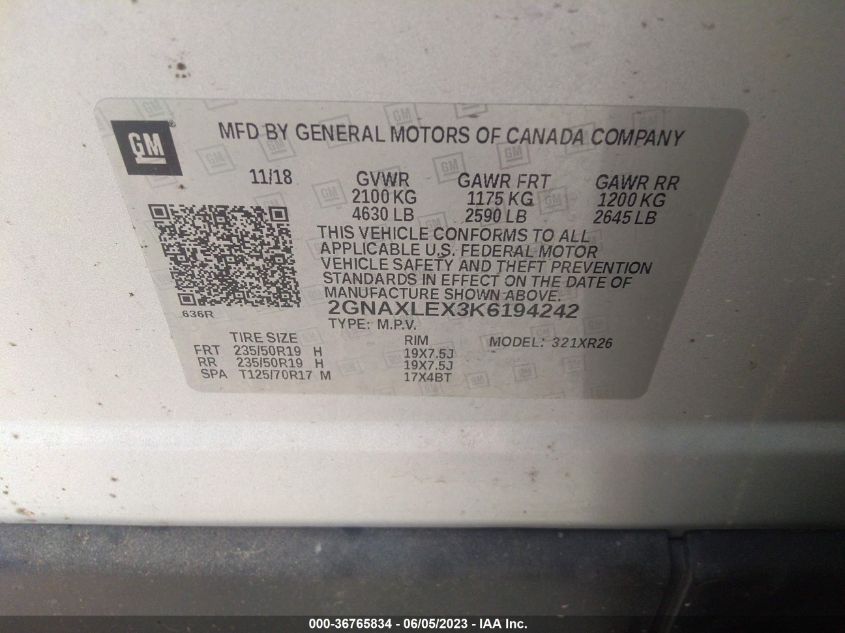 GM
MFD BY GENERAL MOTORS OF CANADA COMPANY
11/18 GVWR GAWR FRT GAWR RR
2100 KG 1175 KG 1200 KG
4630 LB 2590 LB 2645 LB
THIS VEHICLE CONFORMS TO ALL
APPLICABLE U.S. FEDERAL MOTOR
VEHICLE SAFETY AND THEFT PREVENTION
STANDARDS IN EFFECT ON THE DATE OF
MANUFACTURE SHOWN ABOVE.
636R
2GNAXLEX3K6194242
TYPE: M.P.V.
TIRE SIZE RIM MODEL: 321XR26
FRT 235/50R19 H 19X7.5J
RR 235/50R19 H 19X7.5J
SPA T125/70R17 M 17X4BT
000-36765834 - 06/05/2023 - IAA Inc.